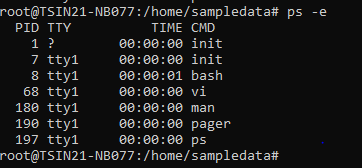 root@TSIN21-NB077:/home/sampledata# ps -e
PID TTY TIME CMD
1 ? 00:00:00 init
7 tty1 00:00:00 init
8 tty1 00:00:01 bash
68 tty1 00:00:00 vi
180 tty1 00:00:00 man
190 tty1 00:00:00 pager
197 tty1 00:00:00 ps
root@TSIN21-NB077:/home/sampledata#